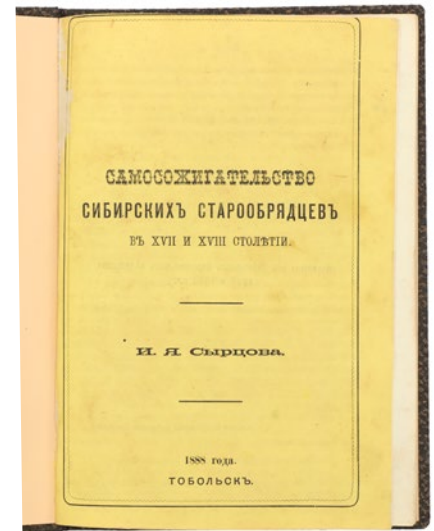 САМОСОЖИГАТЕЛЬСТВО
СИБИРСКИХЪ СТАРООБРЯДЦЕВЪ
ВЪ XVII И XVIII СТОЛѢТІИ.
И. Я. Сырцова.
1888 года.
ТОБОЛЬСКЪ.